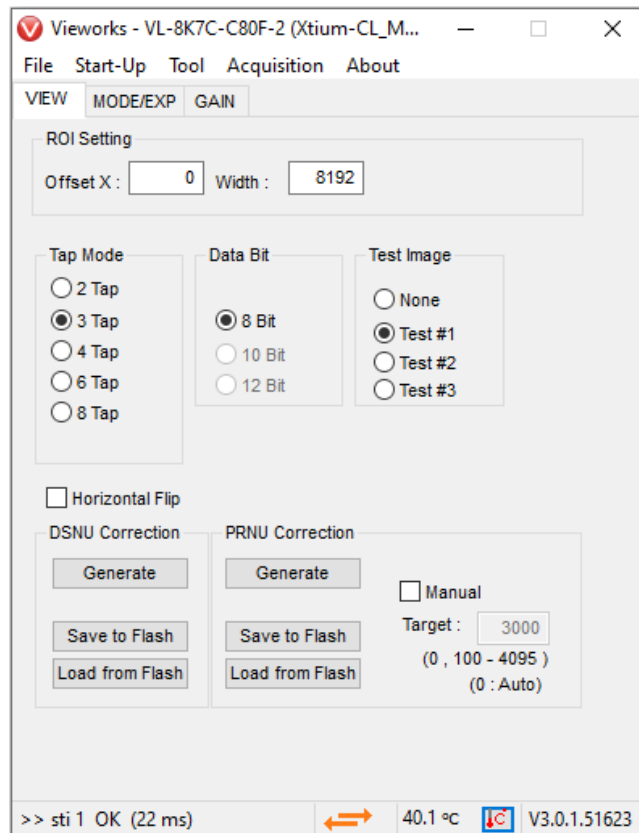 Vieworks - VL-8K7C-C80F-2 (Xtium-CL_M...
File Start-Up Tool Acquisition About
VIEW MODE/EXP GAIN
ROI Setting
Offset X : 0 Width : 8192
Tap Mode
2 Tap
3 Tap
4 Tap
6 Tap
8 Tap
Data Bit
8 Bit
10 Bit
12 Bit
Test Image
None
Test #1
Test #2
Test #3
Horizontal Flip
DSNU Correction
Generate
Save to Flash
Load from Flash
PRNU Correction
Generate
Save to Flash
Load from Flash
Manual
Target : 3000
(0 , 100 - 4095 )
(0 : Auto)
>> sti 1 OK (22 ms) 40.1 ºC C V3.0.1.51623